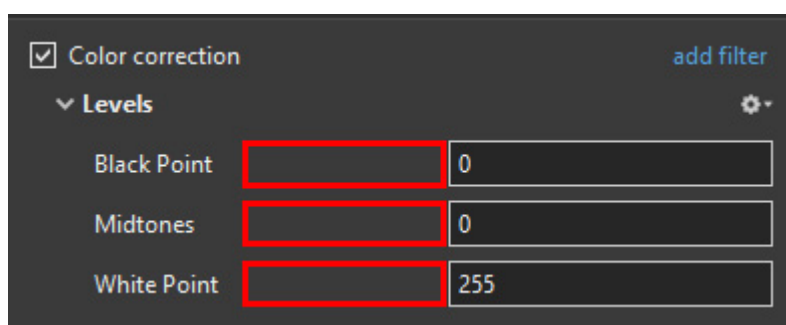 Color correction add filter
Levels
Black Point 0
Midtones 0
White Point 255